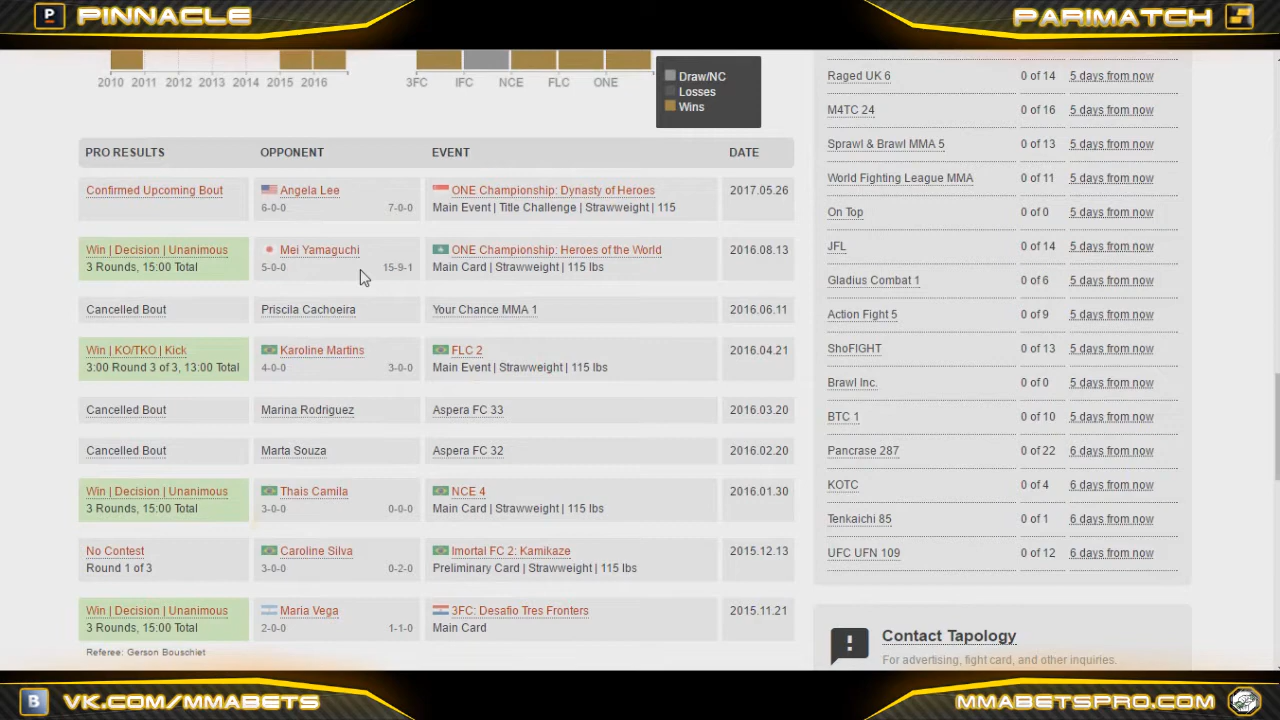 P PINNACLE
PARIMATCH
2010 2011 2012 2013 2014 2015 2016
3FC IFC NCE FLC ONE
Draw/NC
Losses
Wins
PRO RESULTS OPPONENT EVENT DATE
Confirmed Upcoming Bout Angela Lee ONE Championship: Dynasty of Heroes 2017.05.26
6-0-0 7-0-0 Main Event | Title Challenge | Strawweight | 115
Win | Decision | Unanimous Mei Yamaguchi ONE Championship: Heroes of the World 2016.08.13
3 Rounds, 15:00 Total 5-0-0 15-9-1 Main Card | Strawweight | 115 lbs
Cancelled Bout Priscila Cachoeira Your Chance MMA 1 2016.06.11
Win | KO/TKO | Kick Karoline Martins FLC 2 2016.04.21
3:00 Round 3 of 3, 13:00 Total 4-0-0 3-0-0 Main Event | Strawweight | 115 lbs
Cancelled Bout Marina Rodriguez Aspera FC 33 2016.03.20
Cancelled Bout Marta Souza Aspera FC 32 2016.02.20
Win | Decision | Unanimous Thais Camila NCE 4 2016.01.30
3 Rounds, 15:00 Total 3-0-0 0-0-0 Main Card | Strawweight | 115 lbs
No Contest Caroline Silva Imortal FC 2: Kamikaze 2015.12.13
Round 1 of 3 3-0-0 0-2-0 Preliminary Card | Strawweight | 115 lbs
Win | Decision | Unanimous Maria Vega 3FC: Desafio Tres Fronters 2015.11.21
3 Rounds, 15:00 Total 2-0-0 1-1-0 Main Card
Referee: Gerson Bouschiet
Raged UK 6 0 of 14 5 days from now
M4TC 24 0 of 16 5 days from now
Sprawl & Brawl MMA 5 0 of 13 5 days from now
World Fighting League MMA 0 of 11 5 days from now
On Top 0 of 0 5 days from now
JFL 0 of 14 5 days from now
Gladius Combat 1 0 of 6 5 days from now
Action Fight 5 0 of 9 5 days from now
ShoFIGHT 0 of 13 5 days from now
Brawl Inc. 0 of 0 5 days from now
BTC 1 0 of 10 5 days from now
Pancrase 287 0 of 22 6 days from now
KOTC 0 of 4 6 days from now
Tenkaichi 85 0 of 1 6 days from now
UFC UFN 109 0 of 12 6 days from now
Contact Tapology
For advertising, fight card, and other inquiries.
B VK.COM/MMABETS
MMABETSPRO.COM